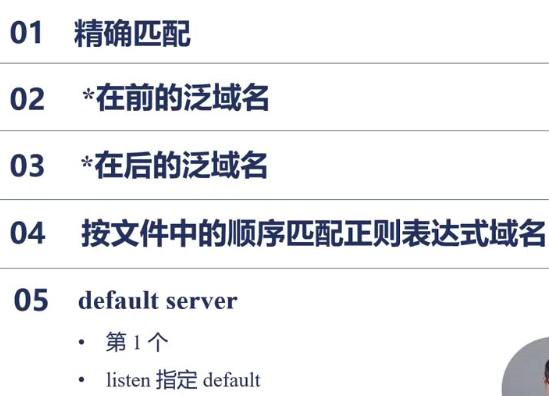 01 精确匹配
02 *在前的泛域名
03 *在后的泛域名
04 按文件中的顺序匹配正则表达式域名
05 default server
• 第 1 个
• listen 指定 default